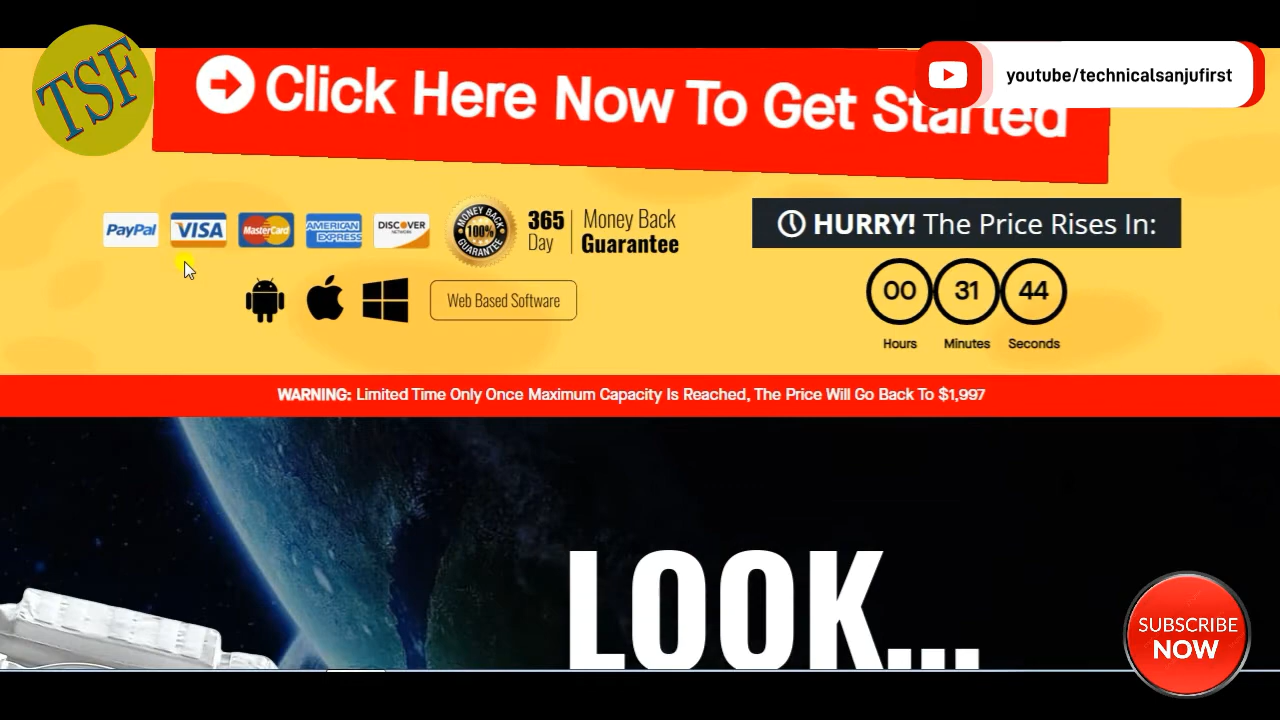 TSF
Click Here Now To Get Started
youtube/technicalsanjufirst
PayPal
VISA
MasterCard
AMERICAN
EXPRESS
DISCOVER
NETWORK
MONEY BACK
100%
GUARANTEE
365
Day
Money Back
Guarantee
HURRY! The Price Rises In:
Web Based Software
00
31
44
Hours
Minutes
Seconds
WARNING: Limited Time Only Once Maximum Capacity Is Reached, The Price Will Go Back To $1,997
LOOK...
SUBSCRIBE
NOW